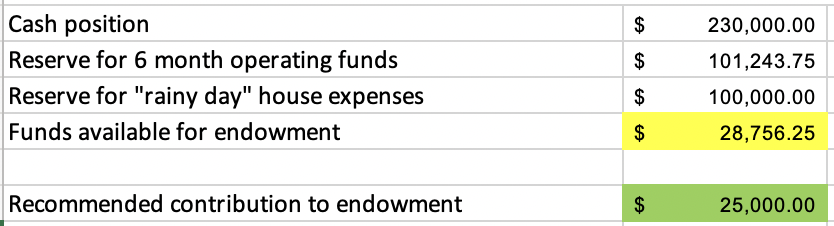 Cash position $ 230,000.00
Reserve for 6 month operating funds $ 101,243.75
Reserve for "rainy day" house expenses $ 100,000.00
Funds available for endowment $ 28,756.25
Recommended contribution to endowment $ 25,000.00